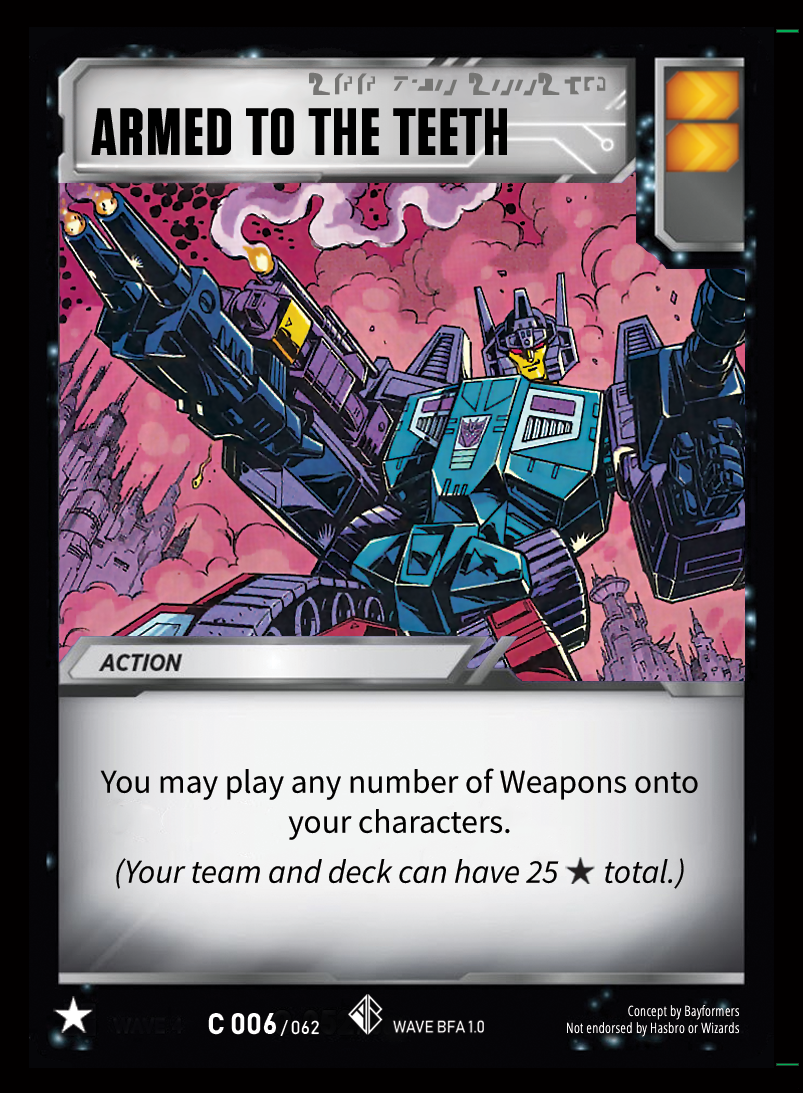 ARMED TO THE TEETH
ACTION
You may play any number of Weapons onto
your characters.
(Your team and deck can have 25 ★ total.)
C 006/062
WAVE BFA 1.0
Concept by Bayformers
Not endorsed by Hasbro or Wizards